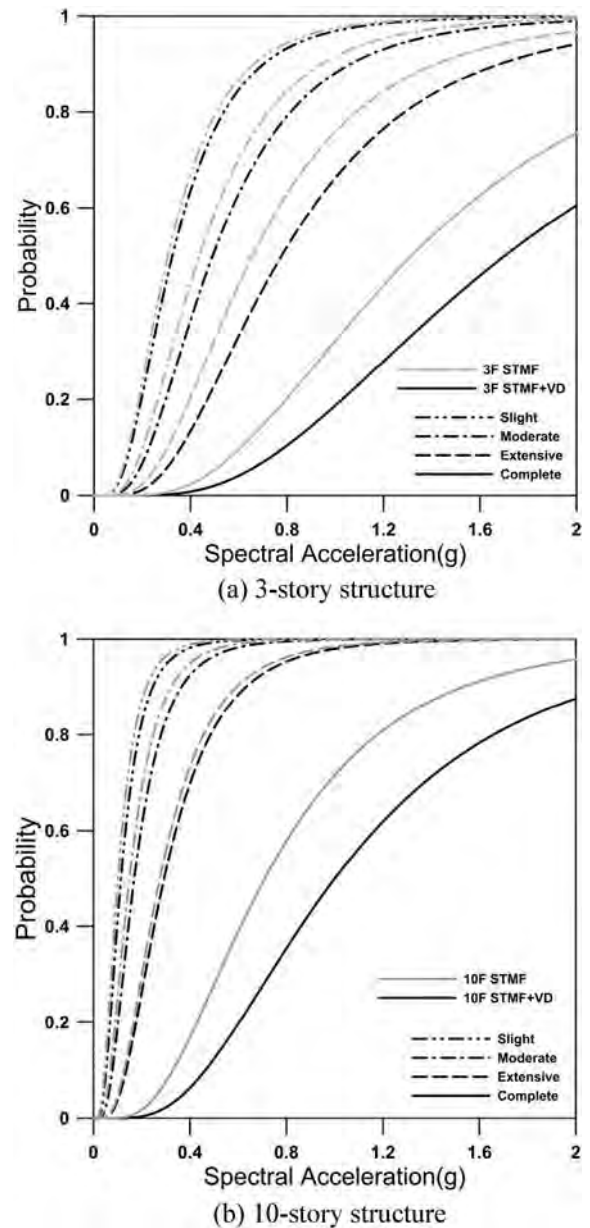 1
0.8
0.6
0.4
0.2
0
Probability
3F STMF
3F STMF+VD
Slight
Moderate
Extensive
Complete
0 0.4 0.8 1.2 1.6 2
Spectral Acceleration(g)
(a) 3-story structure
1
0.8
0.6
0.4
0.2
0
Probability
10F STMF
10F STMF+VD
Slight
Moderate
Extensive
Complete
0 0.4 0.8 1.2 1.6 2
Spectral Acceleration(g)
(b) 10-story structure